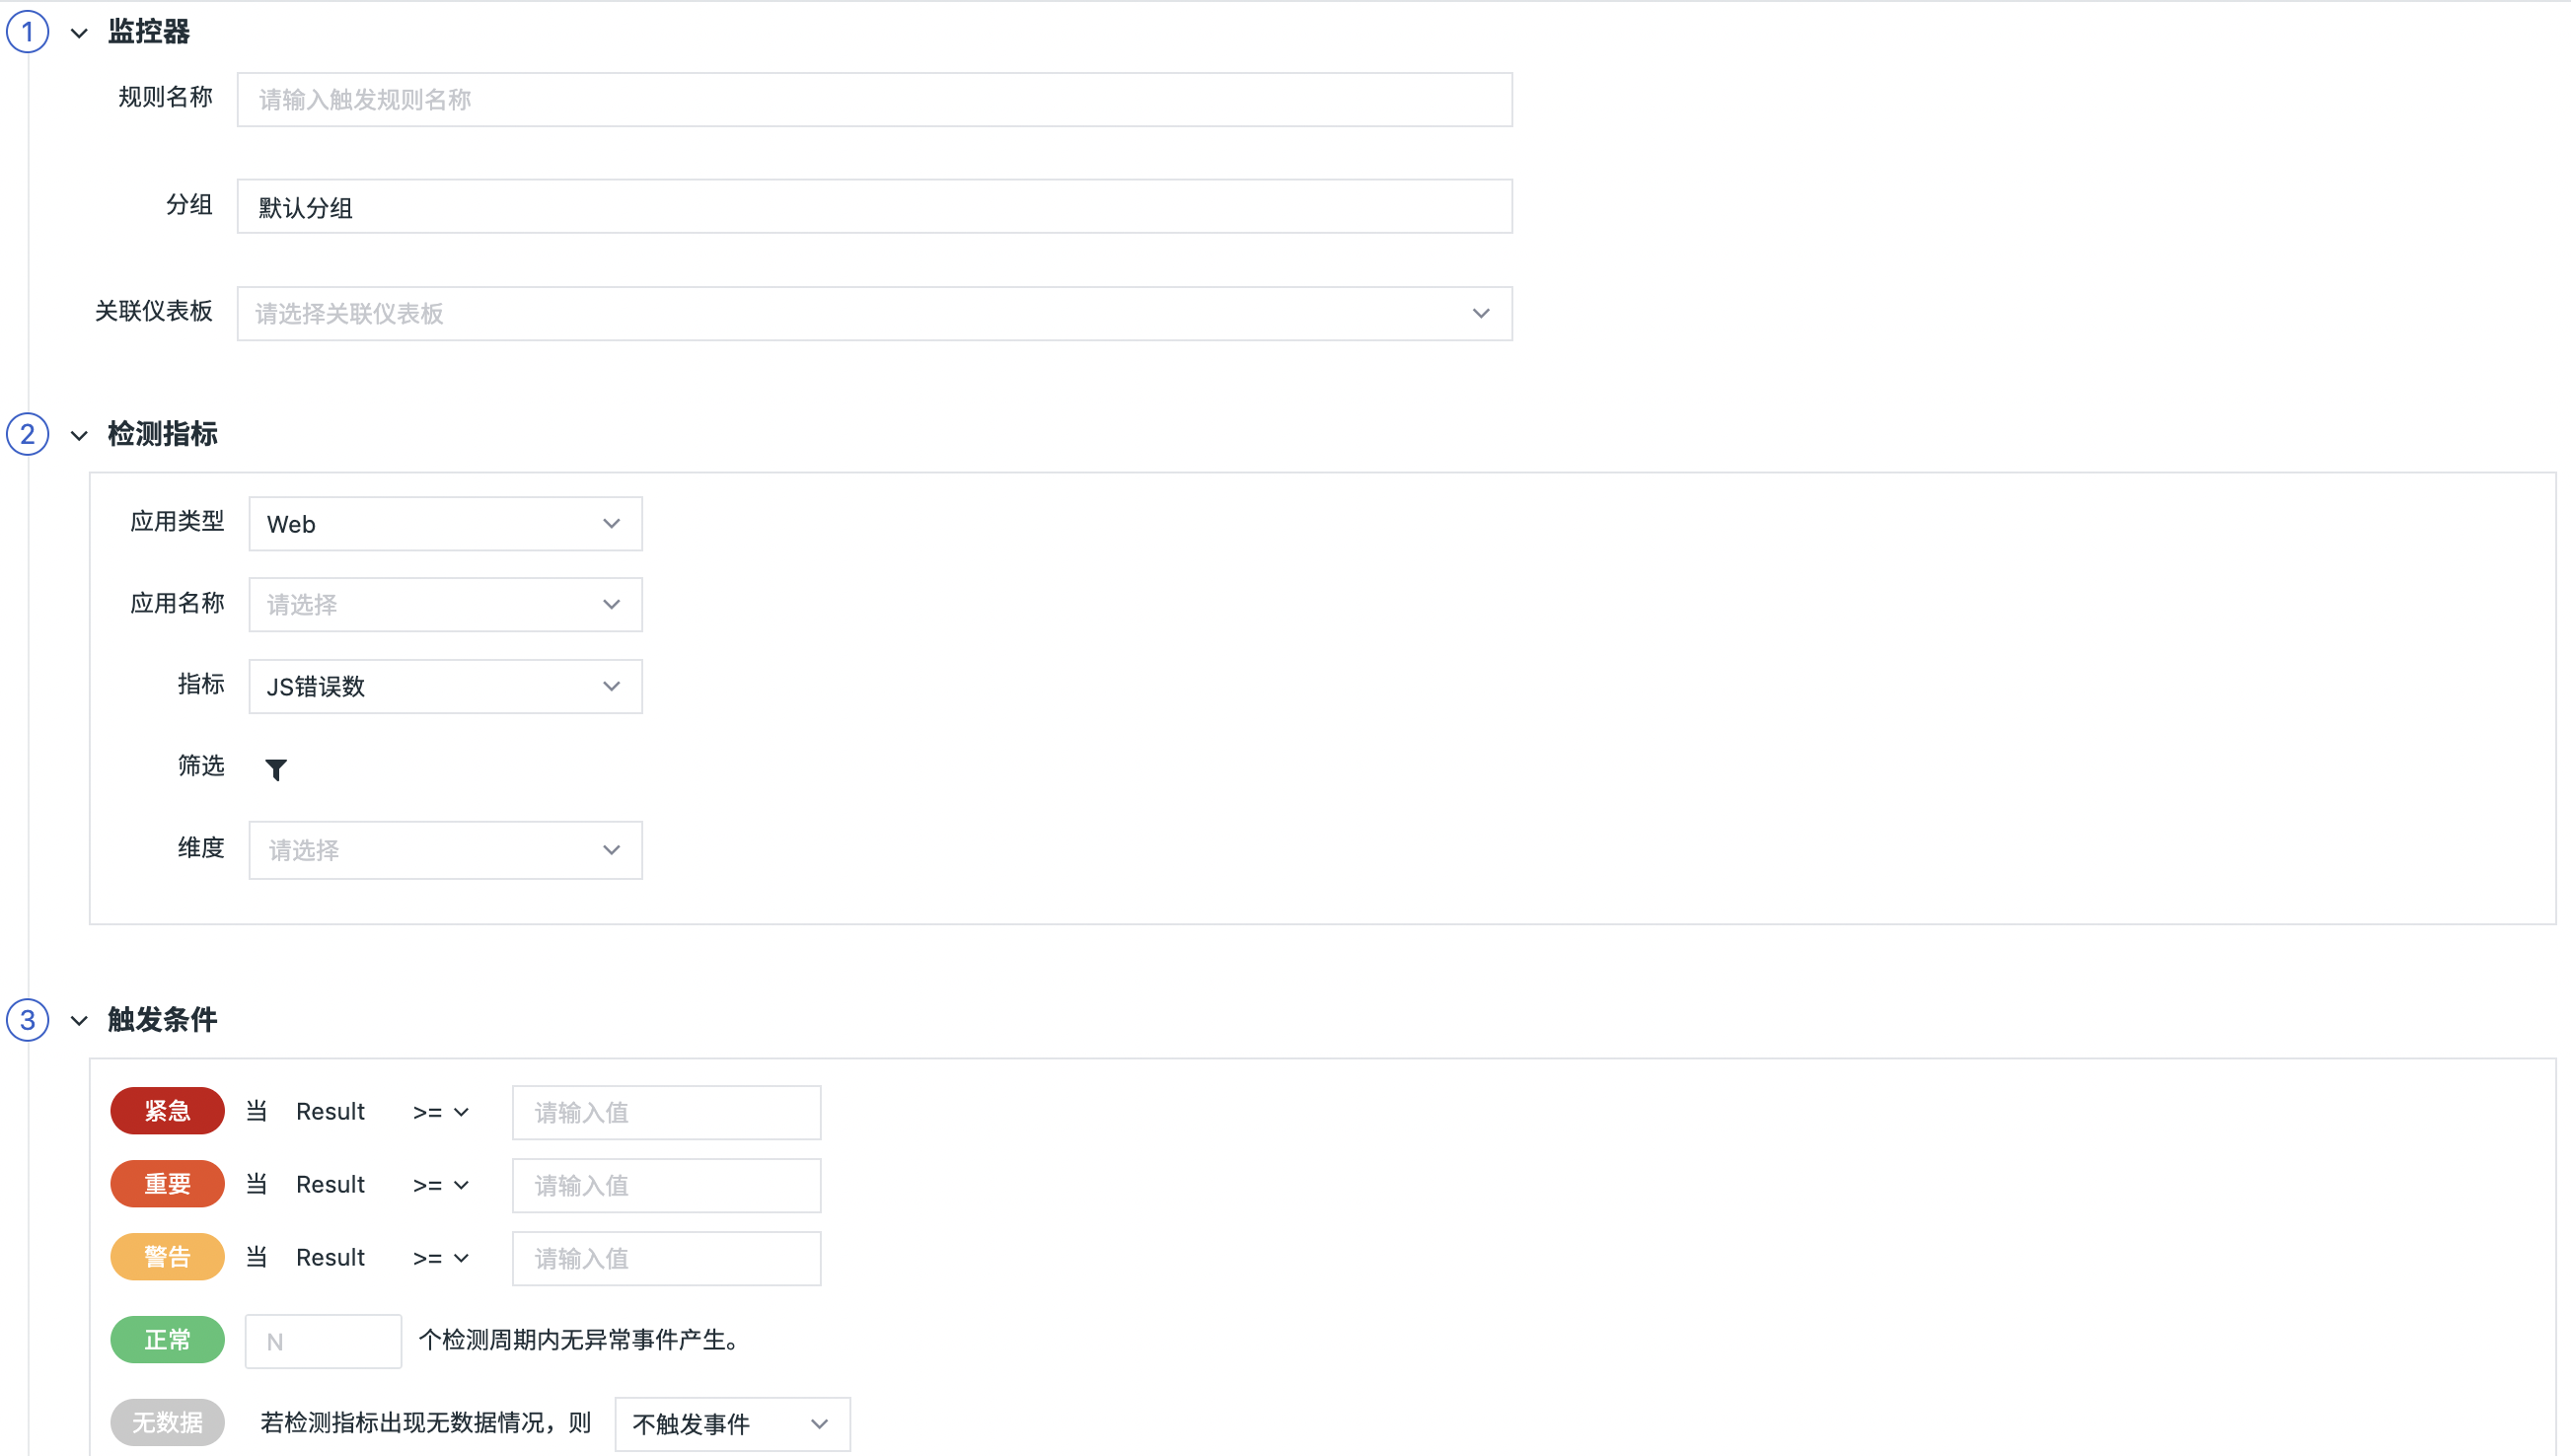 1 监控器
规则名称 请输入触发规则名称
分组 默认分组
关联仪表板 请选择关联仪表板
2 检测指标
应用类型 Web
应用名称 请选择
指标 JS错误数
筛选
维度 请选择
3 触发条件
紧急 当 Result >= 请输入值
重要 当 Result >= 请输入值
警告 当 Result >= 请输入值
正常 N 个检测周期内无异常事件产生。
无数据 若检测指标出现无数据情况，则 不触发事件